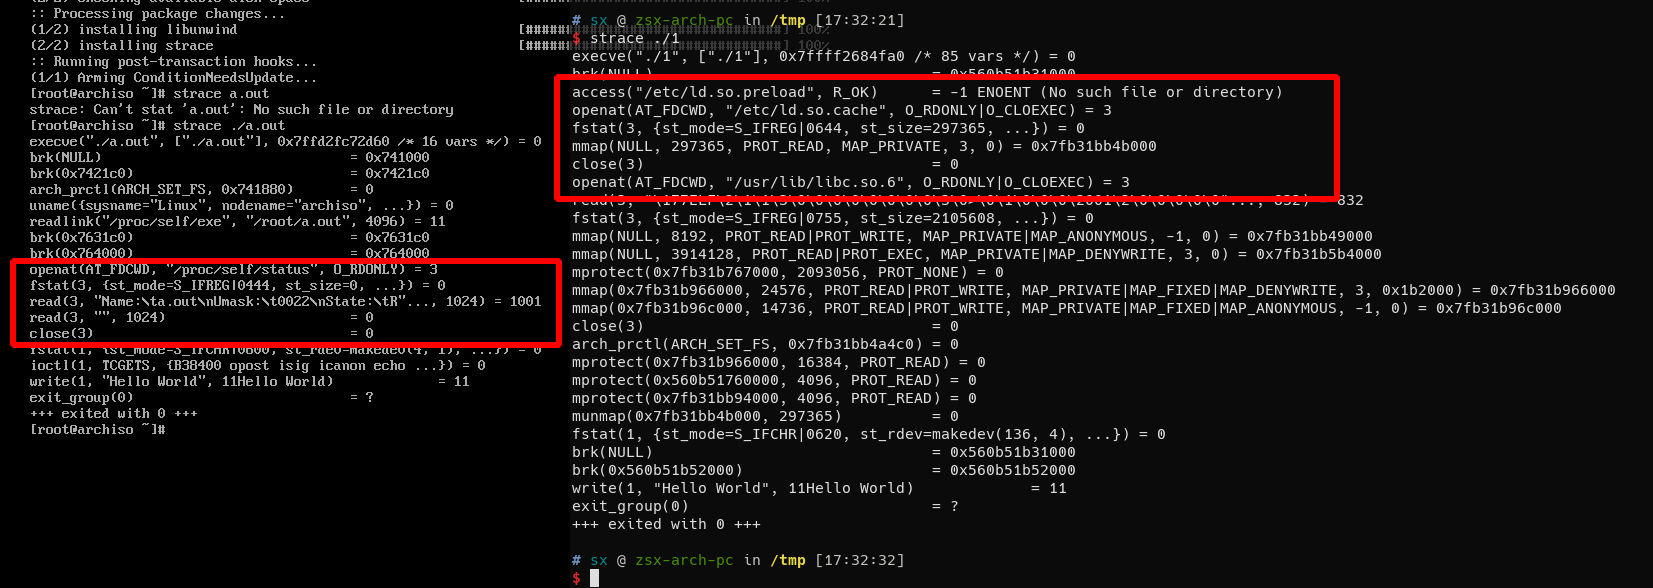 :: Processing package changes...
(1/2) installing libunwind
(2/2) installing strace
:: Running post-transaction hooks...
(1/1) Arming ConditionNeedsUpdate...
[root@archiso ~]# strace a.out
strace: Can't stat 'a.out': No such file or directory
[root@archiso ~]# strace ./a.out
execve("./a.out", ["./a.out"], 0x7ffd2fc72d60 /* 16 vars */) = 0
brk(NULL) = 0x741000
brk(0x7421c0) = 0x7421c0
arch_prctl(ARCH_SET_FS, 0x741880) = 0
uname({sysname="Linux", nodename="archiso", ...}) = 0
readlink("/proc/self/exe", "/root/a.out", 4096) = 11
brk(0x7631c0) = 0x7631c0
brk(0x764000) = 0x764000
openat(AT_FDCWD, "/proc/self/status", O_RDONLY) = 3
fstat(3, {st_mode=S_IFREG|0444, st_size=0, ...}) = 0
read(3, "Name:\ta.out\nUmask:\t0022\nState:\tR"..., 1024) = 1001
read(3, "", 1024) = 0
close(3) = 0
fstat(1, {st_mode=S_IFCHR|0600, st_rdev=makedev(4, 1), ...}) = 0
ioctl(1, TCGETS, {B38400 opost isig icanon echo ...}) = 0
write(1, "Hello World", 11Hello World) = 11
exit_group(0) = ?
+++ exited with 0 +++
[root@archiso ~]#
# sx @ zsx-arch-pc in /tmp [17:32:21]
$ strace ./1
execve("./1", ["./1"], 0x7ffff2684fa0 /* 85 vars */) = 0
brk(NULL) = 0x560b51b31000
access("/etc/ld.so.preload", R_OK) = -1 ENOENT (No such file or directory)
openat(AT_FDCWD, "/etc/ld.so.cache", O_RDONLY|O_CLOEXEC) = 3
fstat(3, {st_mode=S_IFREG|0644, st_size=297365, ...}) = 0
mmap(NULL, 297365, PROT_READ, MAP_PRIVATE, 3, 0) = 0x7fb31bb4b000
close(3) = 0
openat(AT_FDCWD, "/usr/lib/libc.so.6", O_RDONLY|O_CLOEXEC) = 3
832
fstat(3, {st_mode=S_IFREG|0755, st_size=2105608, ...}) = 0
mmap(NULL, 8192, PROT_READ|PROT_WRITE, MAP_PRIVATE|MAP_ANONYMOUS, -1, 0) = 0x7fb31bb49000
mmap(NULL, 3914128, PROT_READ|PROT_EXEC, MAP_PRIVATE|MAP_DENYWRITE, 3, 0) = 0x7fb31b5b4000
mprotect(0x7fb31b767000, 2093056, PROT_NONE) = 0
mmap(0x7fb31b966000, 24576, PROT_READ|PROT_WRITE, MAP_PRIVATE|MAP_FIXED|MAP_DENYWRITE, 3, 0x1b2000) = 0x7fb31b966000
mmap(0x7fb31b96c000, 14736, PROT_READ|PROT_WRITE, MAP_PRIVATE|MAP_FIXED|MAP_ANONYMOUS, -1, 0) = 0x7fb31b96c000
close(3) = 0
arch_prctl(ARCH_SET_FS, 0x7fb31bb4a4c0) = 0
mprotect(0x7fb31b966000, 16384, PROT_READ) = 0
mprotect(0x560b51760000, 4096, PROT_READ) = 0
mprotect(0x7fb31bb94000, 4096, PROT_READ) = 0
munmap(0x7fb31bb4b000, 297365) = 0
fstat(1, {st_mode=S_IFCHR|0620, st_rdev=makedev(136, 4), ...}) = 0
brk(NULL) = 0x560b51b31000
brk(0x560b51b52000) = 0x560b51b52000
write(1, "Hello World", 11Hello World) = 11
exit_group(0) = ?
+++ exited with 0 +++
# sx @ zsx-arch-pc in /tmp [17:32:32]
$